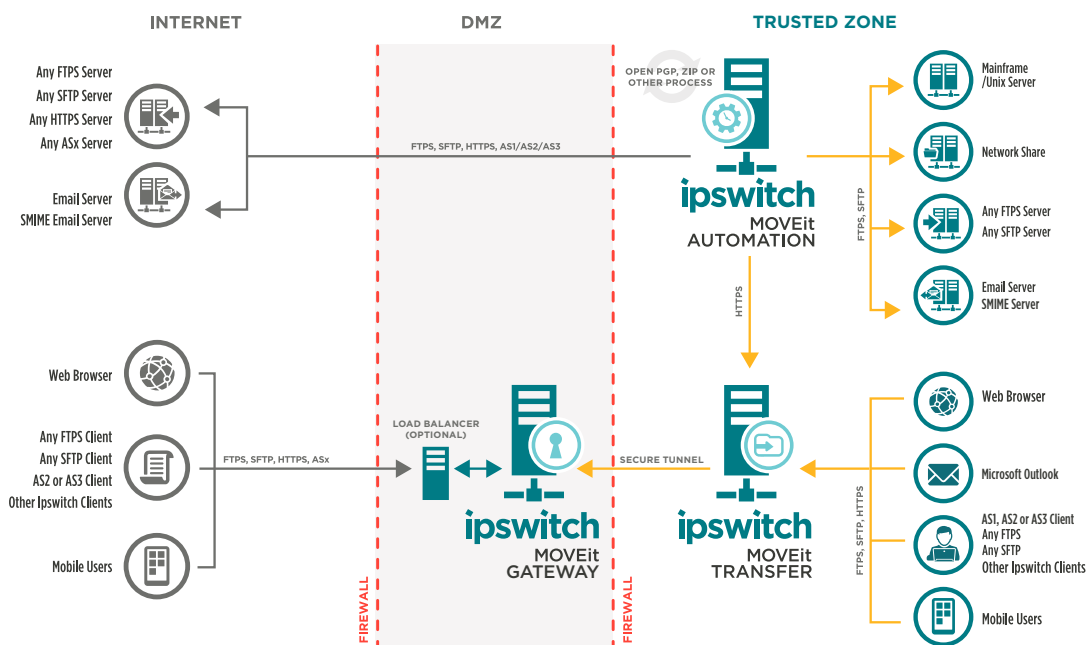 INTERNET
DMZ
TRUSTED ZONE
Any FTPS Server
Any SFTP Server
Any HTTPS Server
Any ASx Server
Email Server
SMIME Email Server
FTPS, SFTP, HTTPS, AS1/AS2/AS3
OPEN PGP, ZIP OR
OTHER PROCESS
ipswitch
MOVEit
AUTOMATION
FTPS, SFTP
Mainframe
/Unix Server
Network Share
Any FTPS Server
Any SFTP Server
Email Server
SMIME Server
HTTPS
Web Browser
Any FTPS Client
Any SFTP Client
AS2 or AS3 Client
Other Ipswitch Clients
Mobile Users
FTPS, SFTP, HTTPS, ASx
LOAD BALANCER
(OPTIONAL)
ipswitch
MOVEit
GATEWAY
SECURE TUNNEL
ipswitch
MOVEit
TRANSFER
FTPS, SFTP, HTTPS
Web Browser
Microsoft Outlook
AS1, AS2 or AS3 Client
Any FTPS
Any SFTP
Other Ipswitch Clients
Mobile Users
FIREWALL
FIREWALL